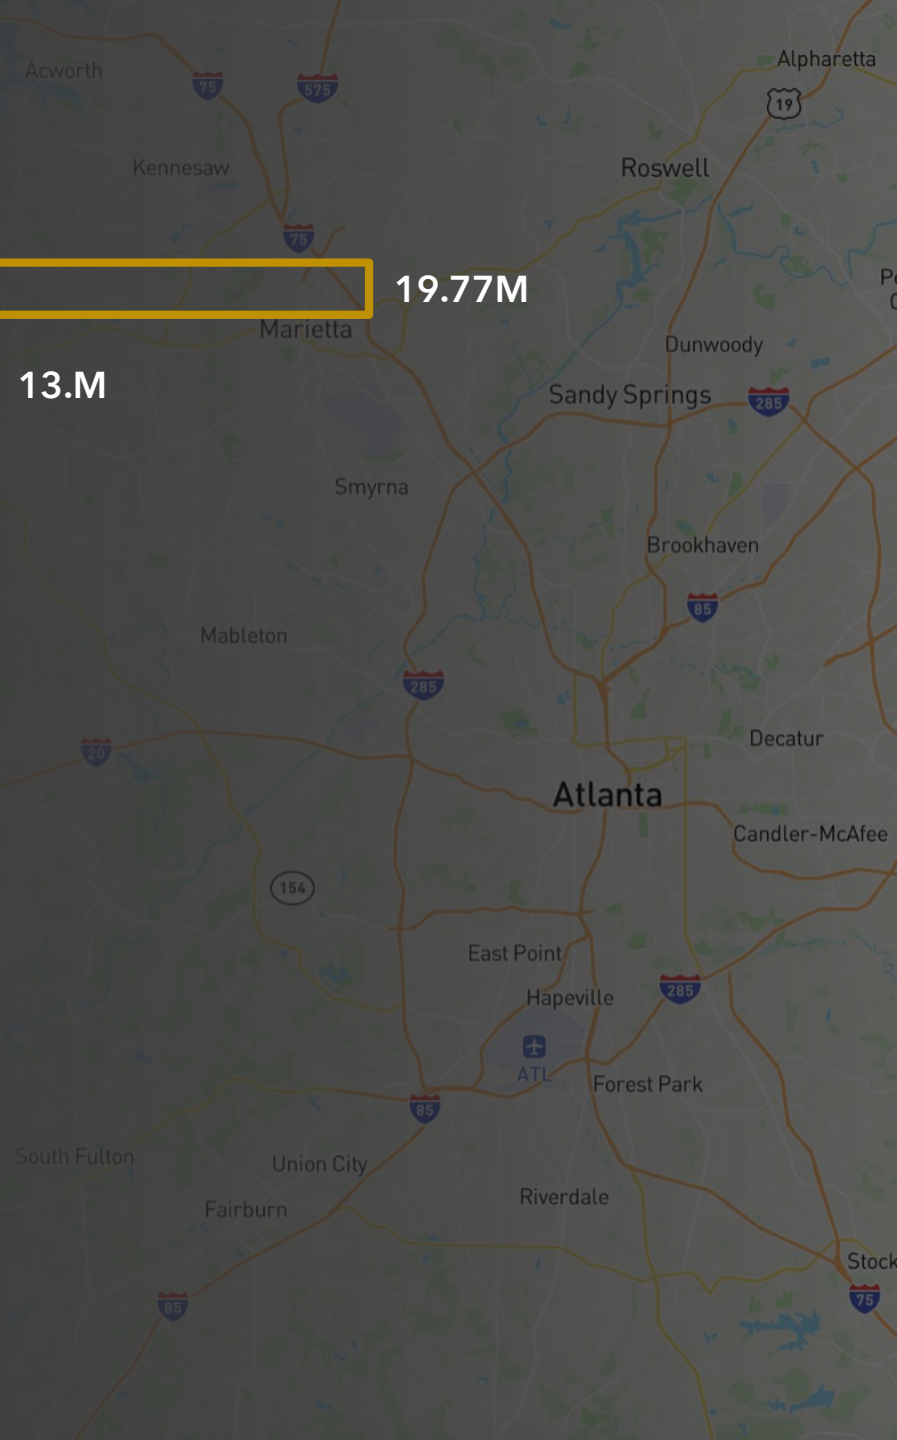 Alpharetta
Acworth
75
575
19
Kennesaw
Roswell
75
19.77M
Marietta
Dunwoody
13.M
Sandy Springs
285
Smyrna
Brookhaven
85
Mableton
285
Decatur
20
Atlanta
Candler-McAfee
154
East Point
285
Hapeville
ATL
Forest Park
85
South Fulton
Union City
Riverdale
Fairburn
Stock
75
85